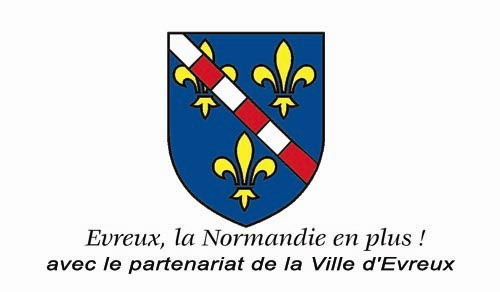 Evreux, la Normandie en plus !
avec le partenariat de la Ville d'Evreux